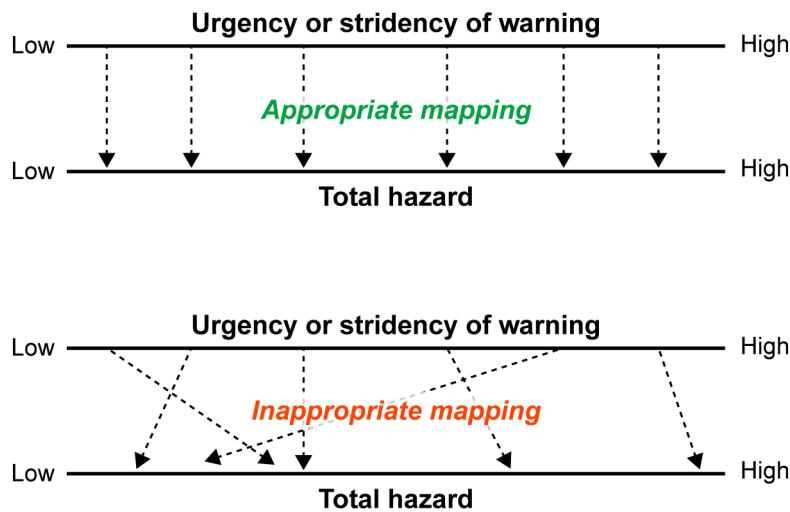 Urgency or stridency of warning
Low High
Appropriate mapping
Low High
Total hazard
Urgency or stridency of warning
Low High
Inappropriate mapping
Low High
Total hazard